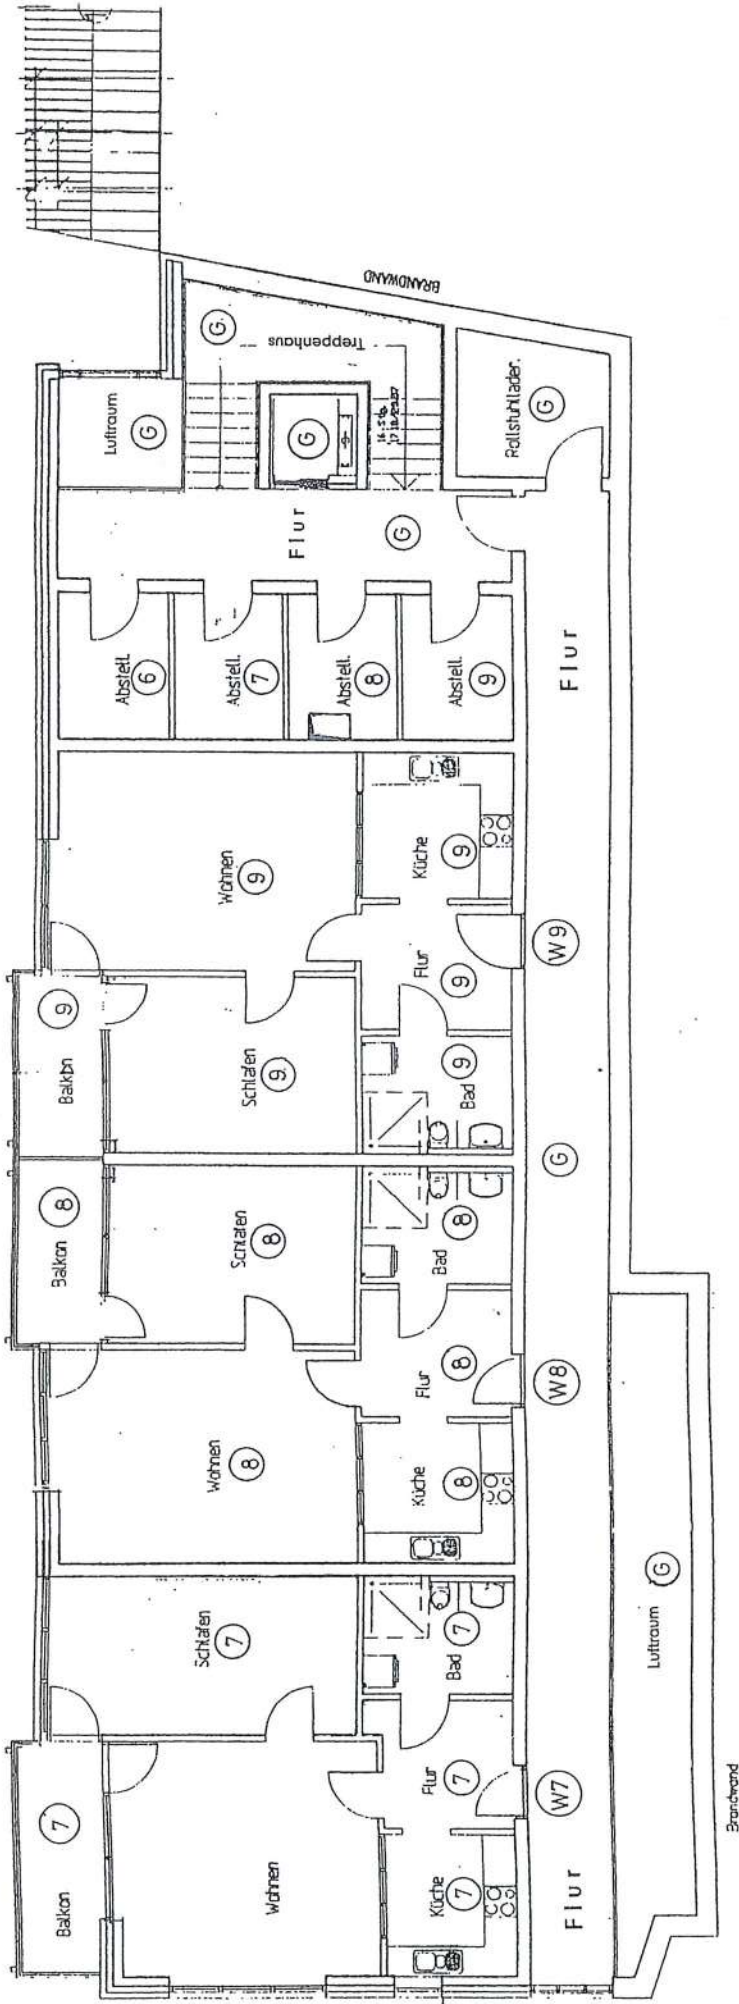 BRANDWAND
Treppenhaus
G.
Luftraum
G
G
Rollstuhllader.
G
16.Stg.
Flur
G
Abstell.
6
Abstell.
7
Abstell.
8
Abstell.
9
Flur
Wohnen
9
Küche
9
Flur
9
W9
Balkon
9
Schlafen
9.
Bad
9
G
Balkon
8
Schlafen
8
Bad
8
Flur
8
W8
Wohnen
8
Küche
8
Schlafen
7
Bad
7
Luftraum
G
Balkon
7
Flur
7
W7
Wohnen
Küche
7
Flur
Brandwand